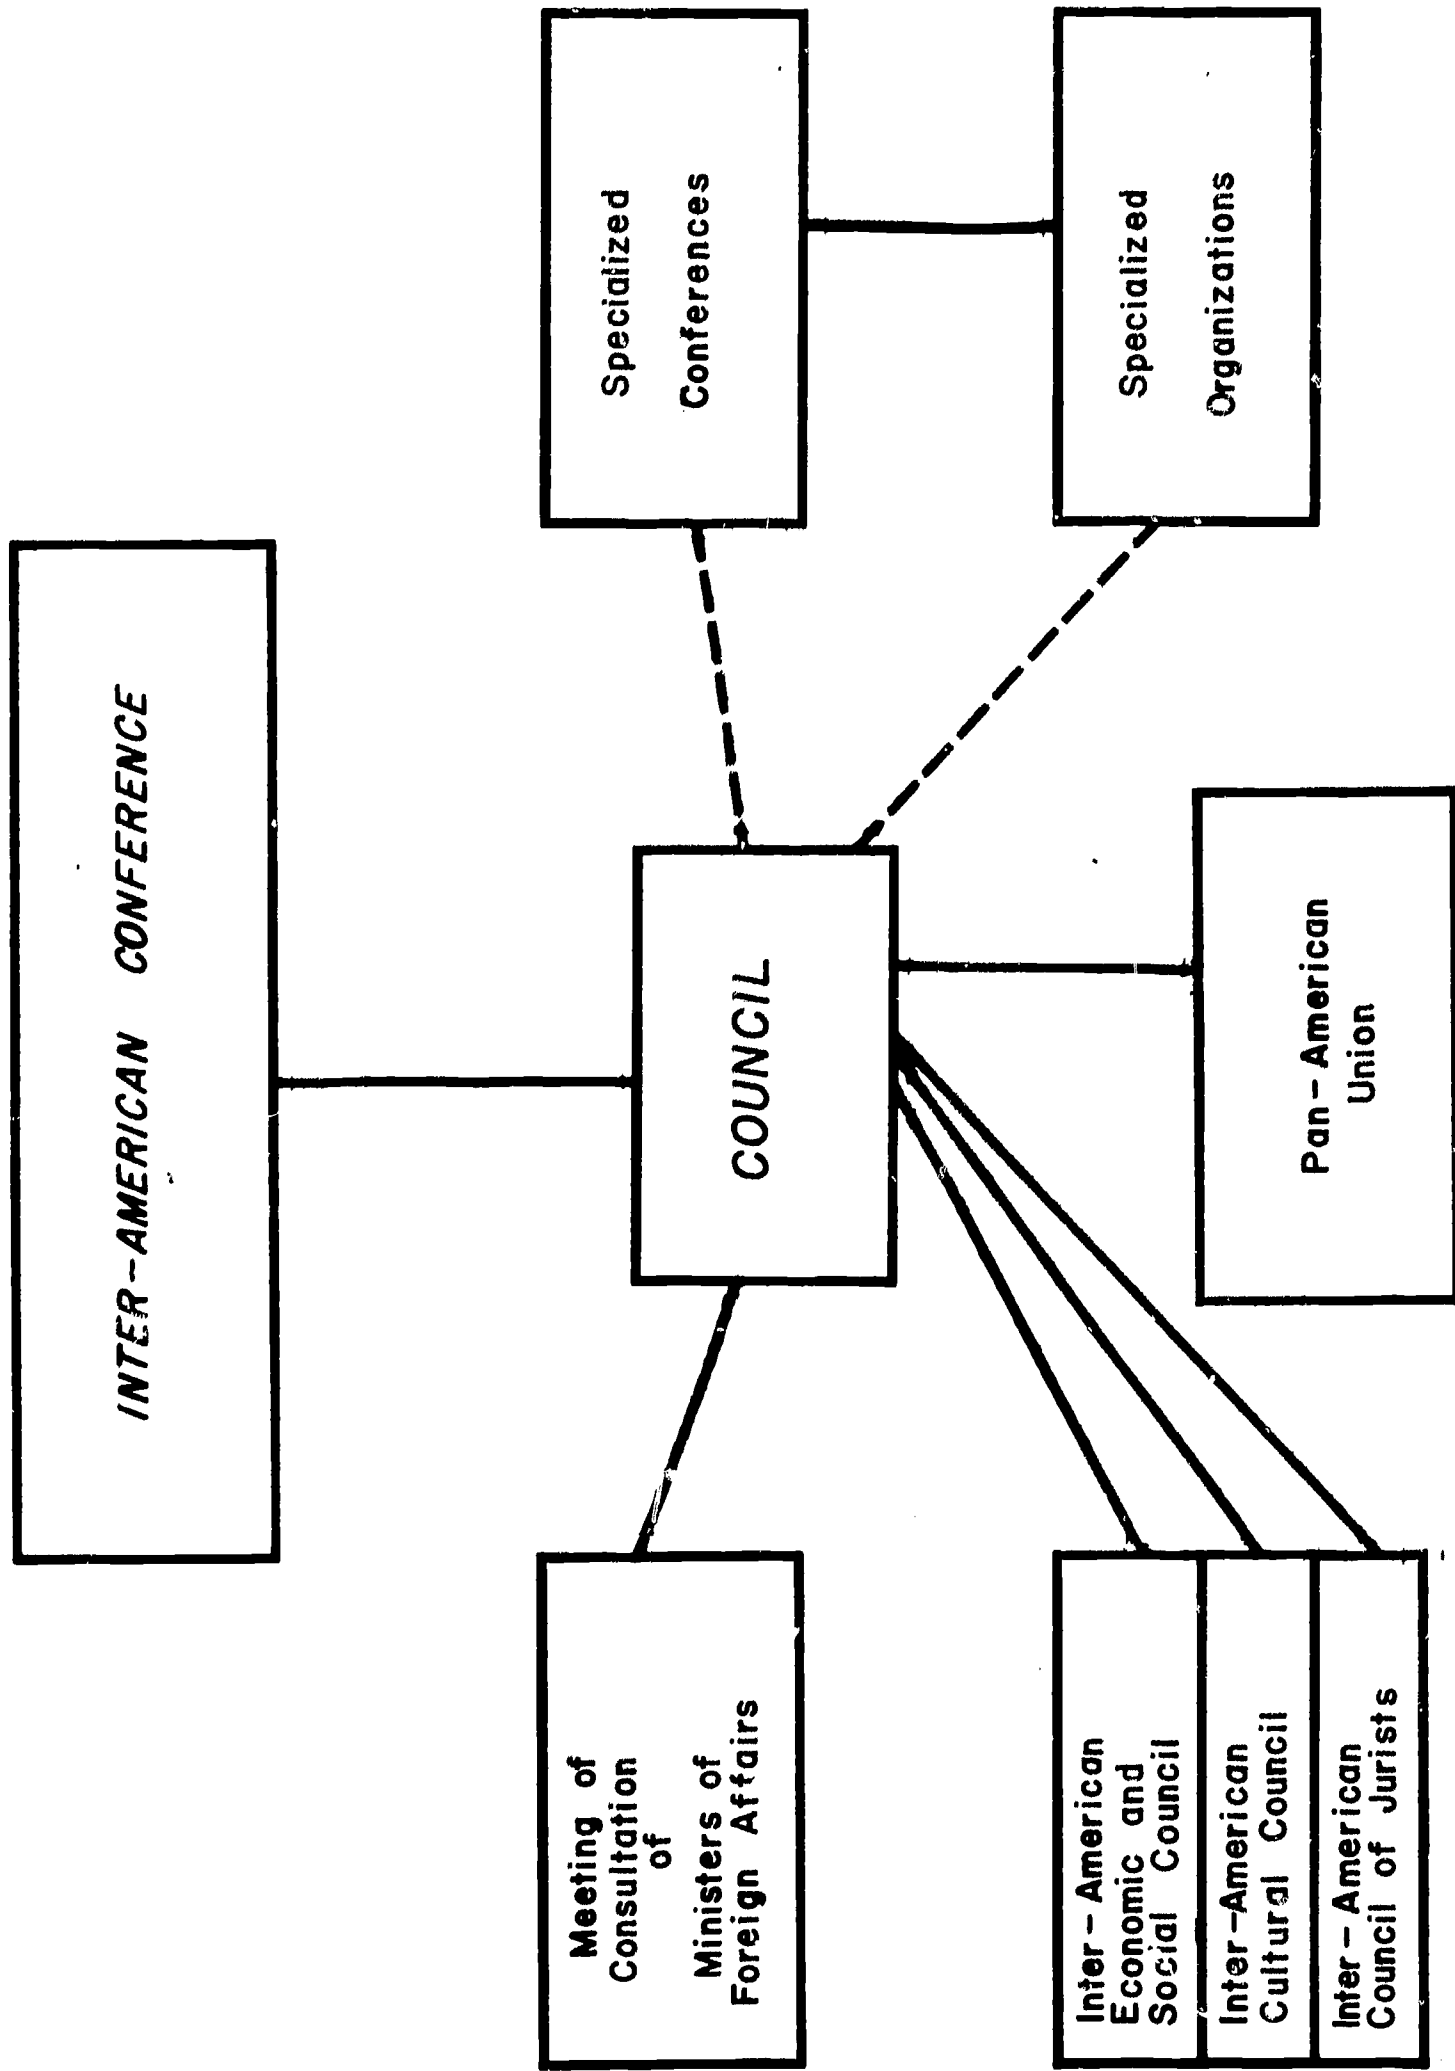 INTER-AMERICAN CONFERENCE
Meeting of
Consultation
of
Ministers of
Foreign Affairs
COUNCIL
Specialized
Conferences
Inter-American
Economic and
Social Council
Inter-American
Cultural Council
Inter-American
Council of Jurists
Pan-American
Union
Specialized
Organizations